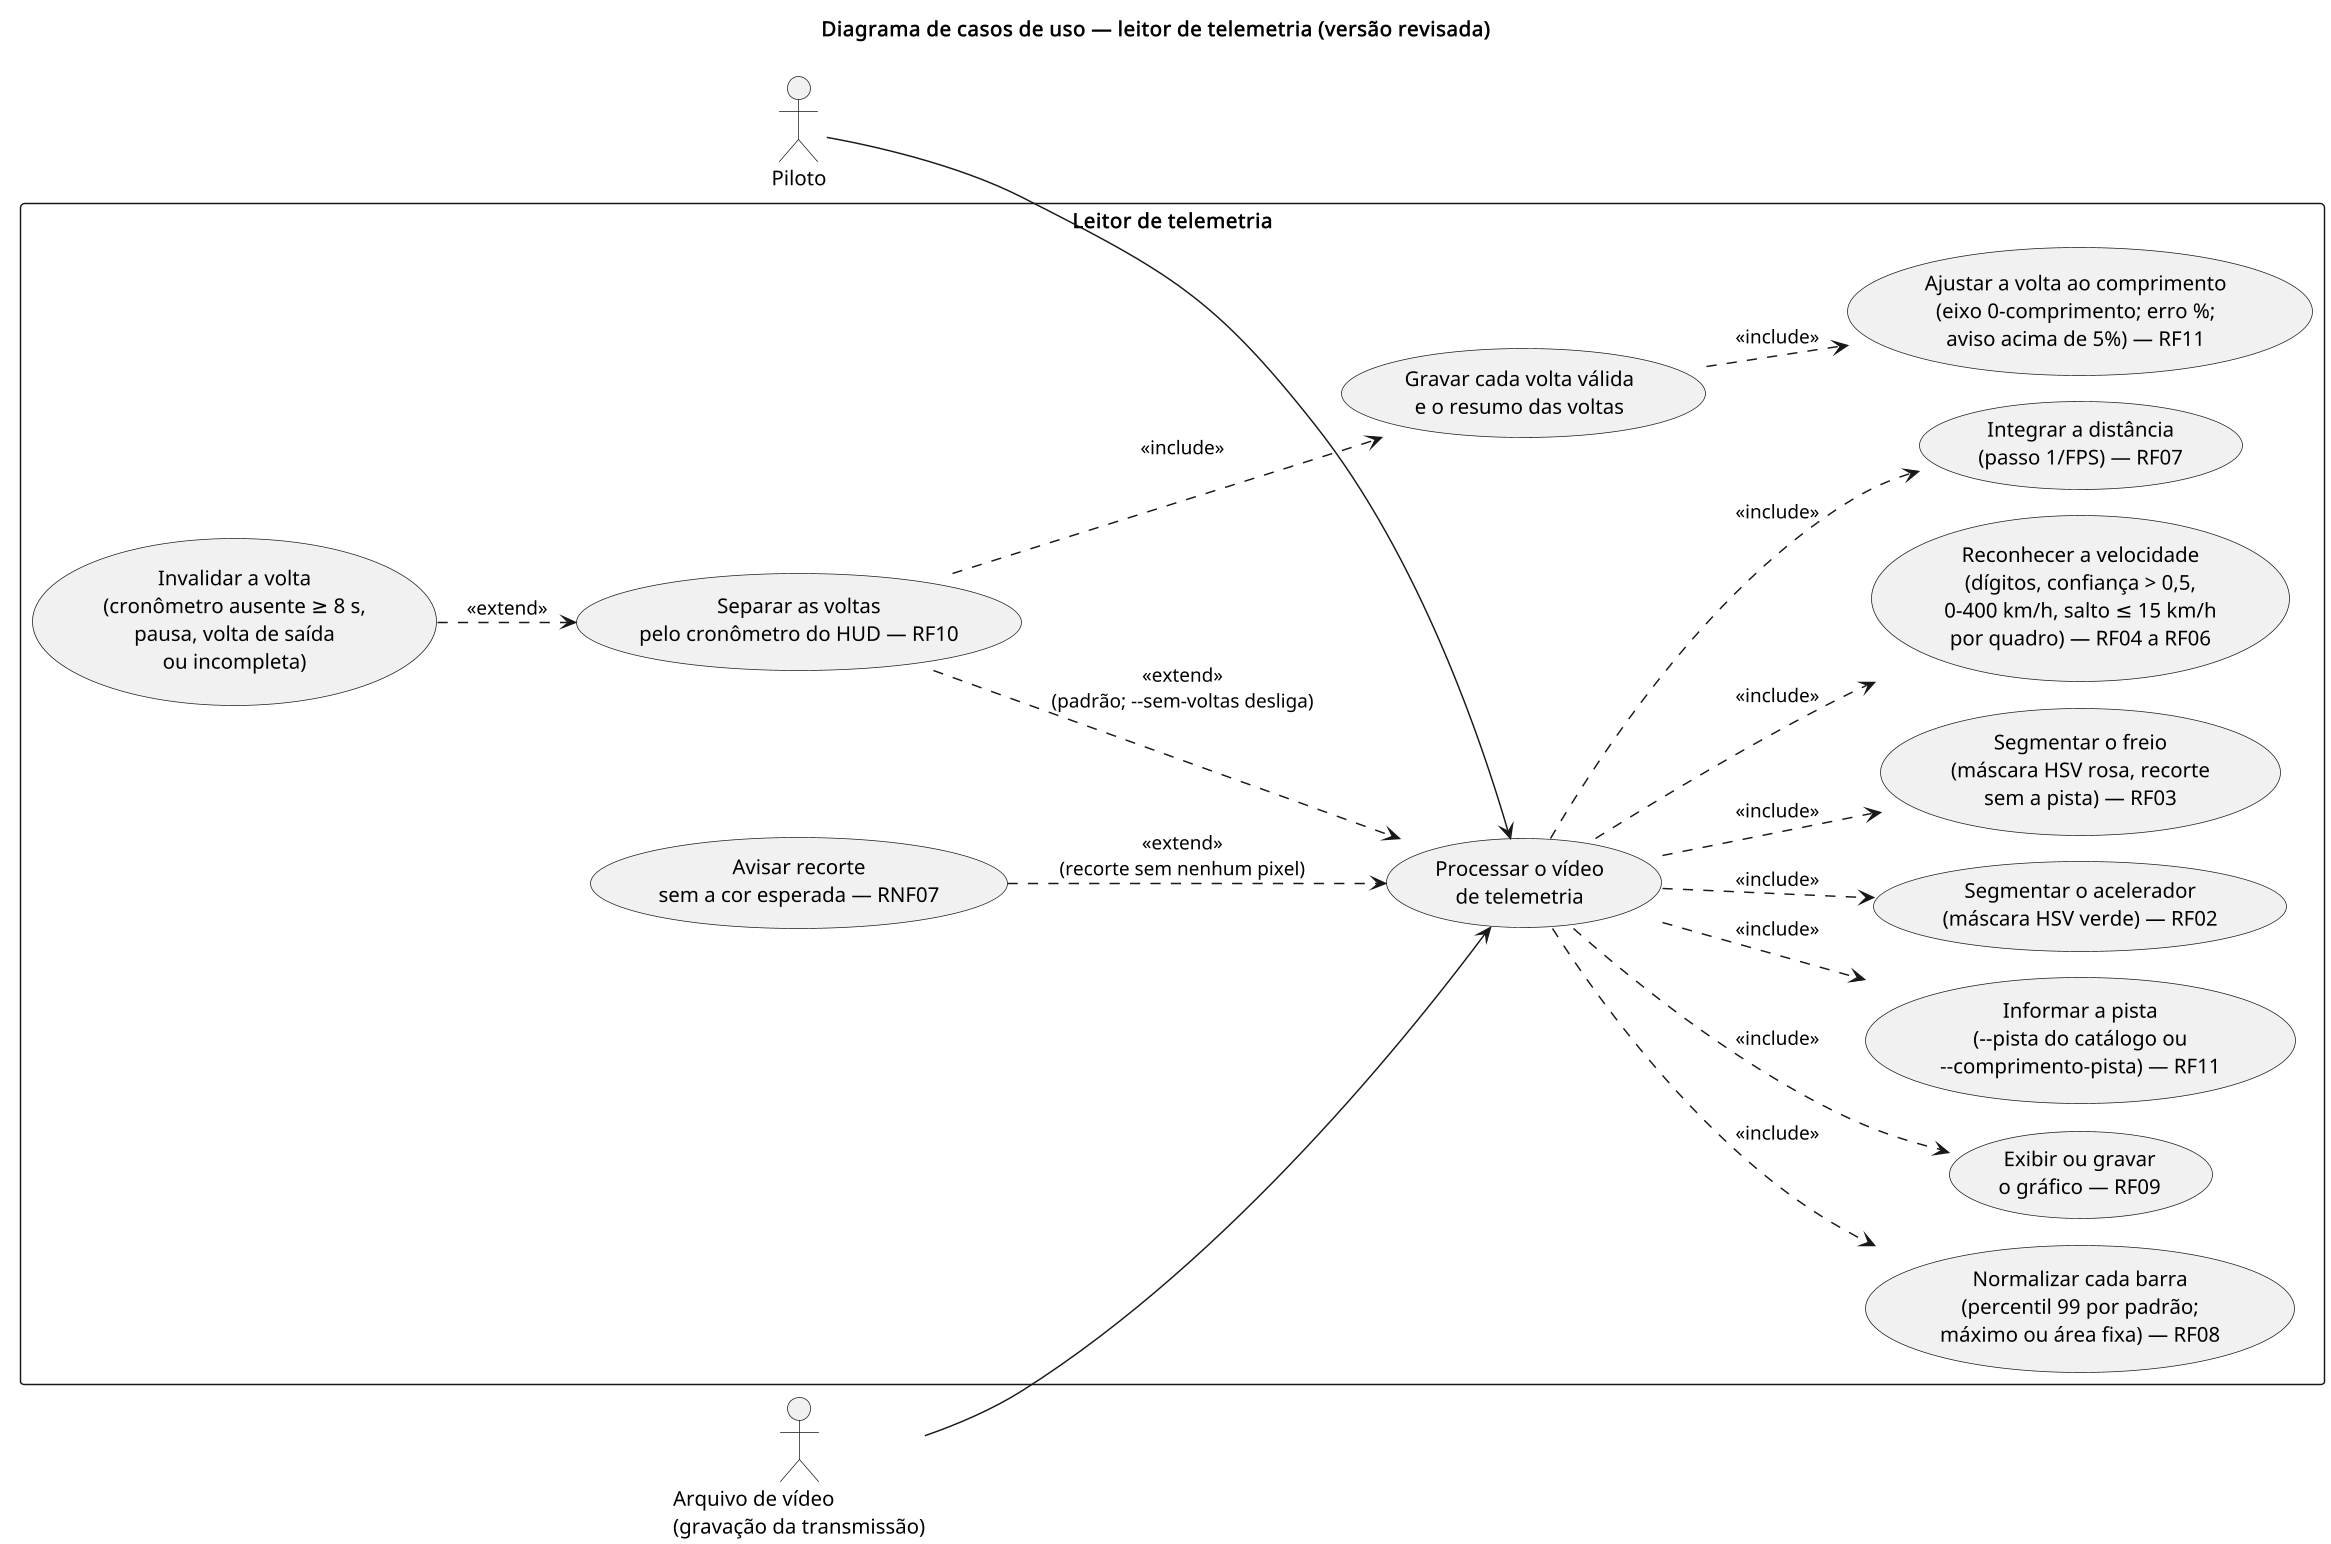 Diagrama de casos de uso — leitor de telemetria (versão revisada)
Piloto
Leitor de telemetria
Ajustar a volta ao comprimento
(eixo 0-comprimento; erro %;
aviso acima de 5%) — RF11
«include»
Gravar cada volta válida
e o resumo das voltas
«include»
Integrar a distância
(passo 1/FPS) — RF07
«include»
Reconhecer a velocidade
(dígitos, confiança > 0,5,
0-400 km/h, salto ≤ 15 km/h
por quadro) — RF04 a RF06
Invalidar a volta
(cronômetro ausente ≥ 8 s,
pausa, volta de saída
ou incompleta)
«extend»
Separar as voltas
pelo cronômetro do HUD — RF10
«extend»
(padrão; --sem-voltas desliga)
«include»
Segmentar o freio
(máscara HSV rosa, recorte
sem a pista) — RF03
«include»
Avisar recorte
sem a cor esperada — RNF07
«extend»
(recorte sem nenhum pixel)
Processar o vídeo
de telemetria
«include»
Segmentar o acelerador
(máscara HSV verde) — RF02
«include»
Informar a pista
(--pista do catálogo ou
--comprimento-pista) — RF11
«include»
Exibir ou gravar
o gráfico — RF09
«include»
Normalizar cada barra
(percentil 99 por padrão;
máximo ou área fixa) — RF08
Arquivo de vídeo
(gravação da transmissão)